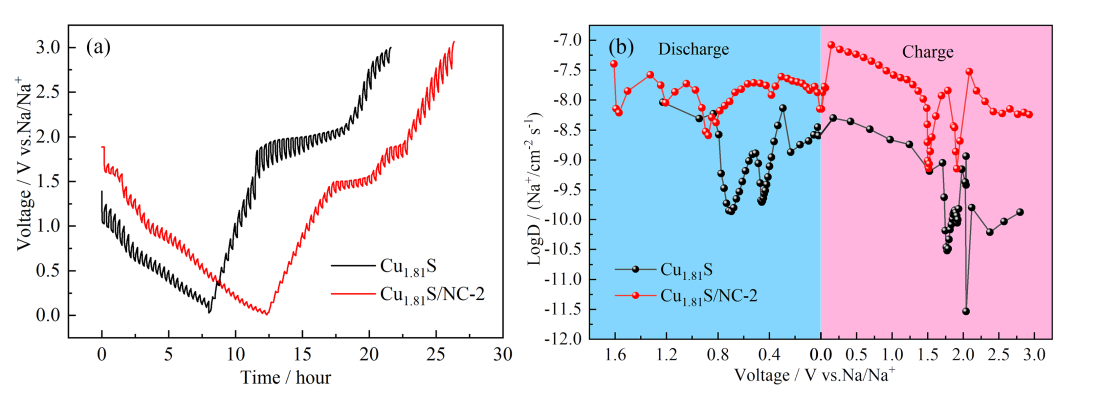 (a)
3.0
2.5
2.0
1.5
1.0
0.5
0.0
Voltage / V vs.Na/Na+
0 5 10 15 20 25 30
Time / hour
Cu1.81S
Cu1.81S/NC-2
(b)
Discharge
Charge
-7.0
-7.5
-8.0
-8.5
-9.0
-9.5
-10.0
-10.5
-11.0
-11.5
-12.0
LogD / (Na+/cm-2 s-1)
1.6 1.2 0.8 0.4 0.0 0.5 1.0 1.5 2.0 2.5 3.0
Voltage / V vs.Na/Na+
Cu1.81S
Cu1.81S/NC-2